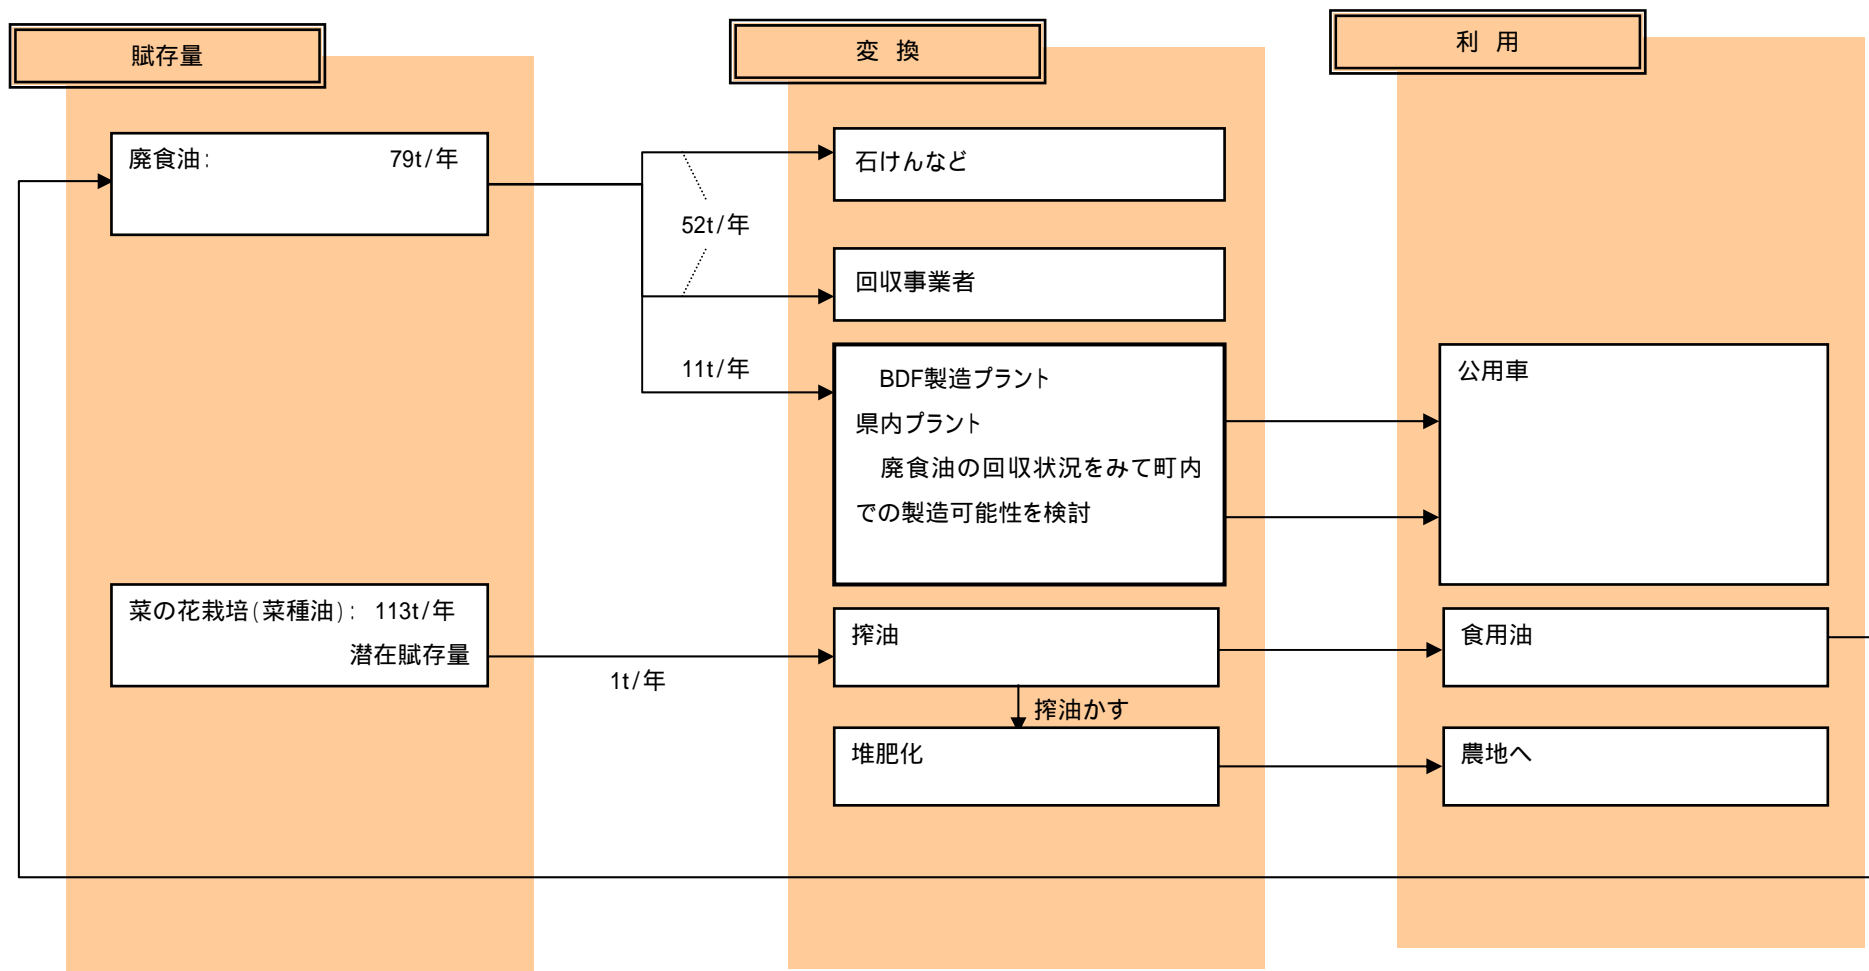 賦存量
変 換
利 用
廃食油: 79t/年
石けんなど
52t/年
回収事業者
11t/年
BDF製造プラント
県内プラント
廃食油の回収状況をみて町内
での製造可能性を検討
公用車
菜の花栽培(菜種油): 113t/年
潜在賦存量
1t/年
搾油
食用油
搾油かす
堆肥化
農地へ